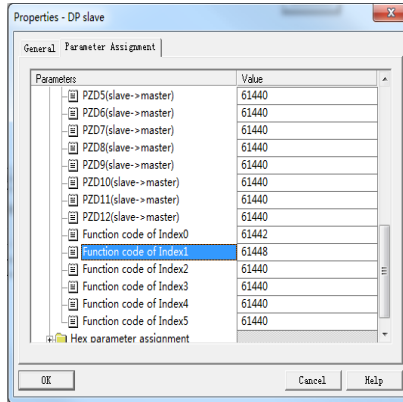 Properties - DP slave
General Parameter Assignment
Parameters Value
PZD5(slave->master) 61440
PZD6(slave->master) 61440
PZD7(slave->master) 61440
PZD8(slave->master) 61440
PZD9(slave->master) 61440
PZD10(slave->master) 61440
PZD11(slave->master) 61440
PZD12(slave->master) 61440
Function code of Index0 61442
Function code of Index1 61448
Function code of Index2 61440
Function code of Index3 61440
Function code of Index4 61440
Function code of Index5 61440
Hex parameter assignment
OK Cancel Help